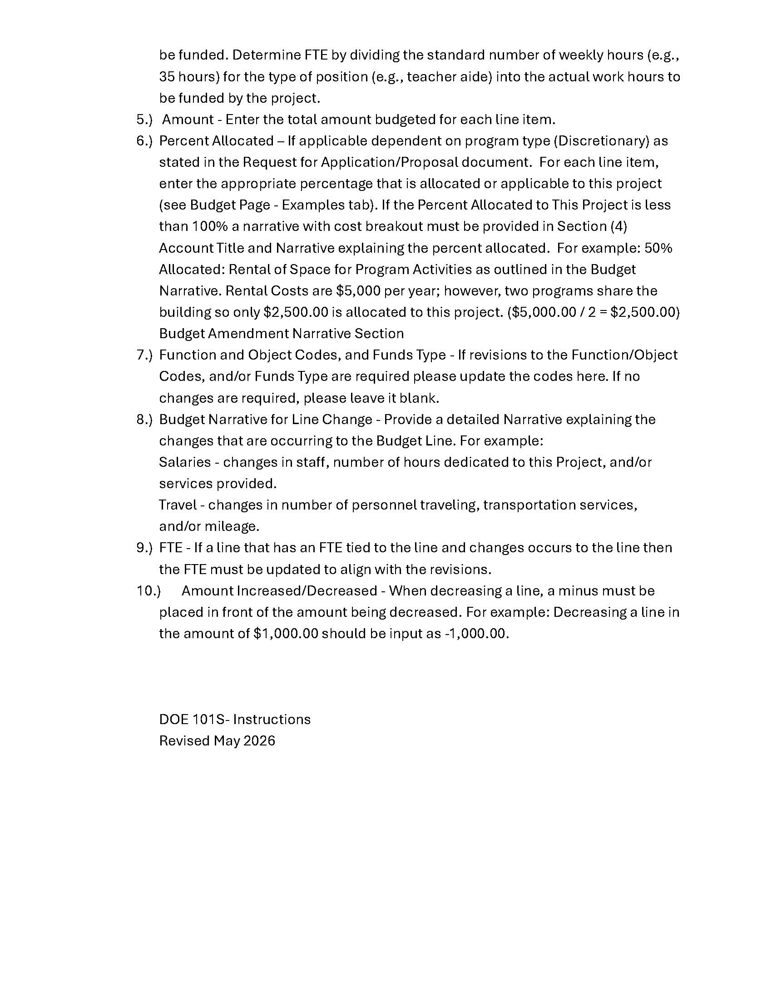 be funded. Determine FTE by dividing the standard number of weekly hours (e.g.,
35 hours) for the type of position (e.g., teacher aide) into the actual work hours to
be funded by the project.
5.) Amount - Enter the total amount budgeted for each line item.
6.) Percent Allocated – If applicable dependent on program type (Discretionary) as
stated in the Request for Application/Proposal document.  For each line item,
enter the appropriate percentage that is allocated or applicable to this project
(see Budget Page - Examples tab). If the Percent Allocated to This Project is less
than 100% a narrative with cost breakout must be provided in Section (4)
Account Title and Narrative explaining the percent allocated.  For example: 50%
Allocated: Rental of Space for Program Activities as outlined in the Budget
Narrative. Rental Costs are $5,000 per year; however, two programs share the
building so only $2,500.00 is allocated to this project. ($5,000.00 / 2 = $2,500.00)
Budget Amendment Narrative Section
7.) Function and Object Codes, and Funds Type - If revisions to the Function/Object
Codes, and/or Funds Type are required please update the codes here. If no
changes are required, please leave it blank.
8.) Budget Narrative for Line Change - Provide a detailed Narrative explaining the
changes that are occurring to the Budget Line. For example:
Salaries - changes in staff, number of hours dedicated to this Project, and/or
services provided.
Travel - changes in number of personnel traveling, transportation services,
and/or mileage.
9.) FTE - If a line that has an FTE tied to the line and changes occurs to the line then
the FTE must be updated to align with the revisions.
10.) Amount Increased/Decreased - When decreasing a line, a minus must be
placed in front of the amount being decreased. For example: Decreasing a line in
the amount of $1,000.00 should be input as -1,000.00.
DOE 101S- Instructions
Revised May 2026